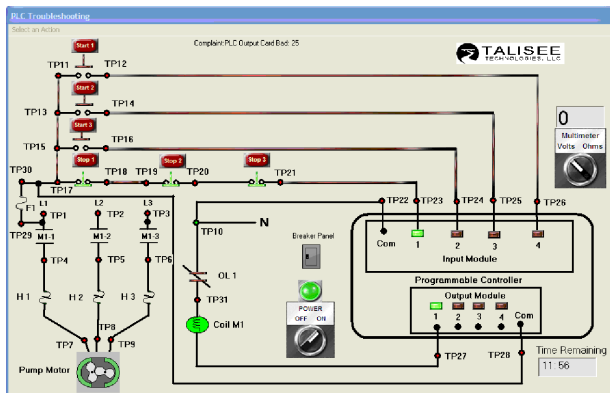 PLC Troubleshooting
Select an Action
Complaint:PLC Output Card Bad: 25
TALISEE
TECHNOLOGIES, LLC
Start 1
TP11 TP12
Start 2
TP13 TP14
Start 3
TP15 TP16
0
Multimeter
Volts Ohms
Stop 1 Stop 2 Stop 3
TP30 TP17 TP18 TP19 TP20 TP21
F1
L1 L2 L3
TP1 TP2 TP3
TP29 M1-1 M1-2 M1-3
TP4 TP5 TP6
H 1 H 2 H 3
TP8
TP7 TP9
Pump Motor
TP10 N
OL 1
TP31
Coil M1
Breaker Panel
POWER
OFF ON
TP22 TP23 TP24 TP25 TP26
Com 1 2 3 4
Input Module
Programmable Controller
Output Module
1 2 3 4 Com
TP27 TP28
Time Remaining
11: 56